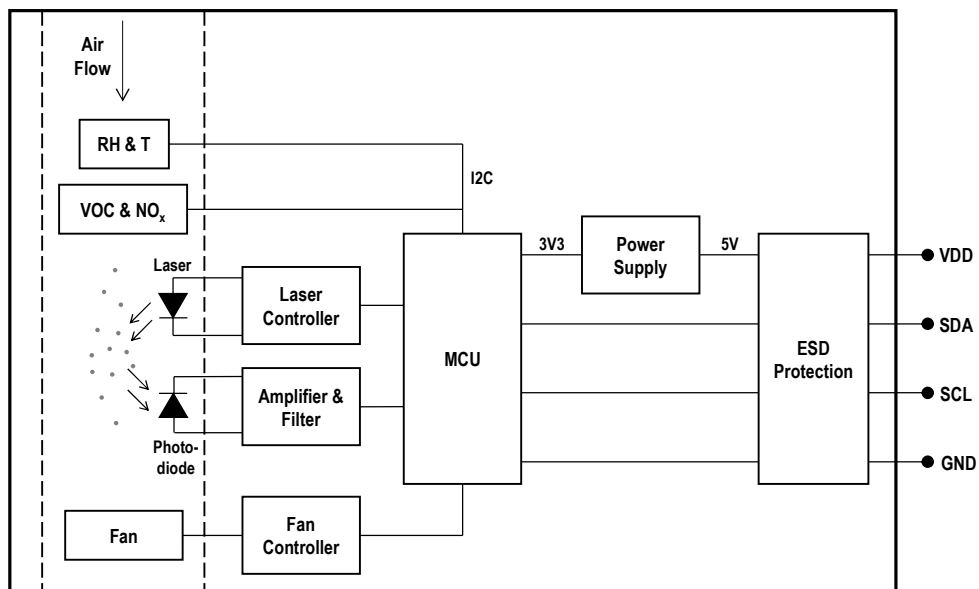 Air
Flow
RH & T
I2C
VOC & NOx
3V3
Power
Supply
5V
VDD
Laser
Laser
Controller
SDA
MCU
ESD
Protection
Amplifier &
Filter
SCL
Photo-
diode
GND
Fan
Fan
Controller